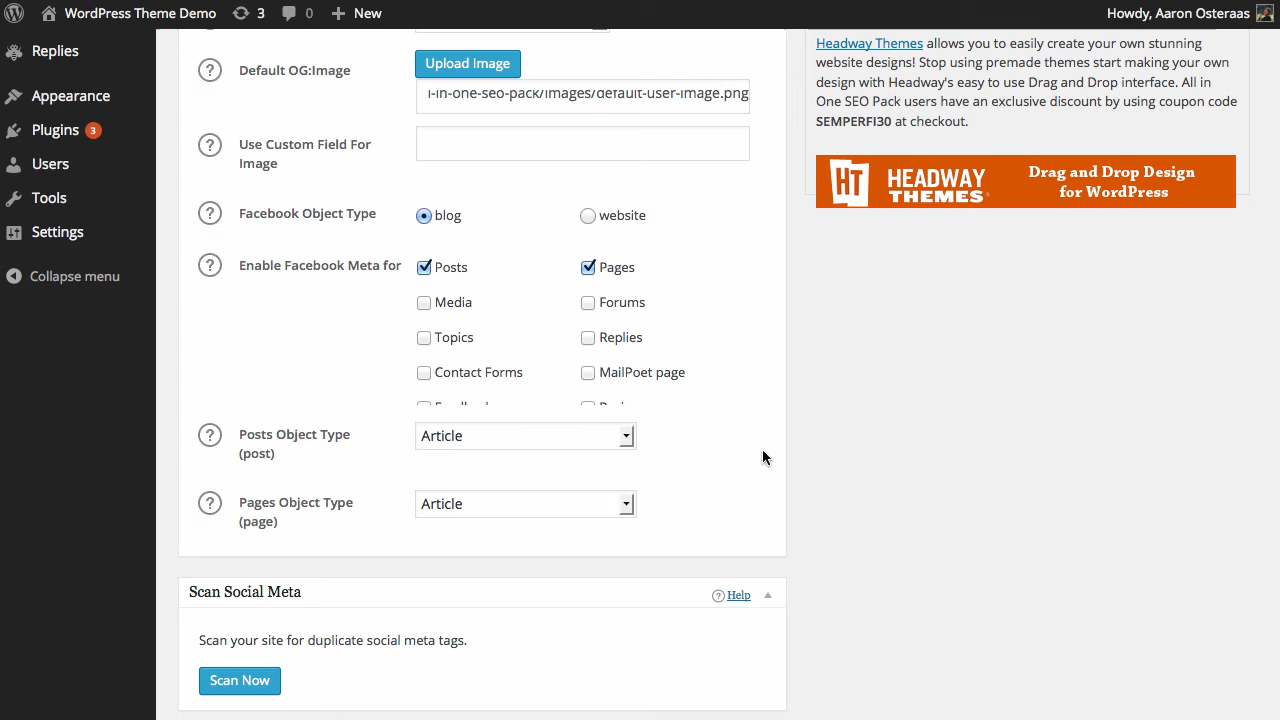 WordPress Theme Demo 3 0 New Howdy, Aaron Osteraas
Replies
Appearance
Plugins 3
Users
Tools
Settings
Collapse menu
Default OG:Image
Upload Image
l-in-one-seo-pack/images/default-user-image.png
Use Custom Field For
Image
Facebook Object Type
blog website
Enable Facebook Meta for
Posts Pages
Media Forums
Topics Replies
Contact Forms MailPoet page
Posts Object Type
(post)
Article
Pages Object Type
(page)
Article
Scan Social Meta
Help
Scan your site for duplicate social meta tags.
Scan Now
Headway Themes allows you to easily create your own stunning
website designs! Stop using premade themes start making your own
design with Headway's easy to use Drag and Drop interface. All in
One SEO Pack users have an exclusive discount by using coupon code
SEMPERFI30 at checkout.
HT HEADWAY
THEMES
Drag and Drop Design
for WordPress